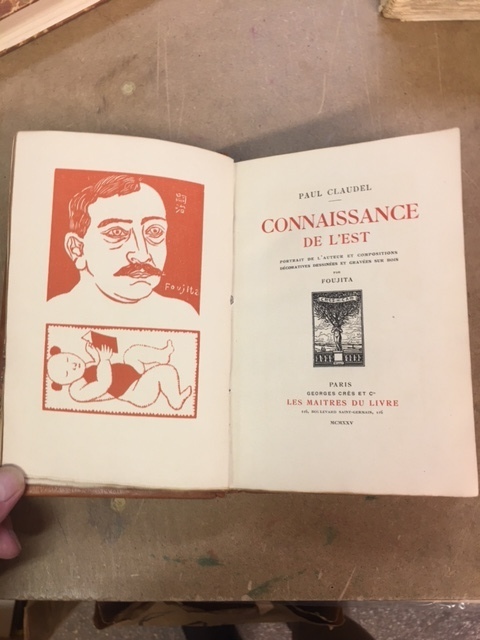 Foujita
PAUL CLAUDEL
CONNAISSANCE
DE L'EST
PORTRAIT DE L'AUTEUR ET COMPOSITIONS
DÉCORATIVES DESSINÉES ET GRAVÉES SUR BOIS
PAR
FOUJITA
PARIS
GEORGES CRÈS ET Cie
LES MAITRES DU LIVRE
116, BOULEVARD SAINT-GERMAIN, 116
MCMXXV